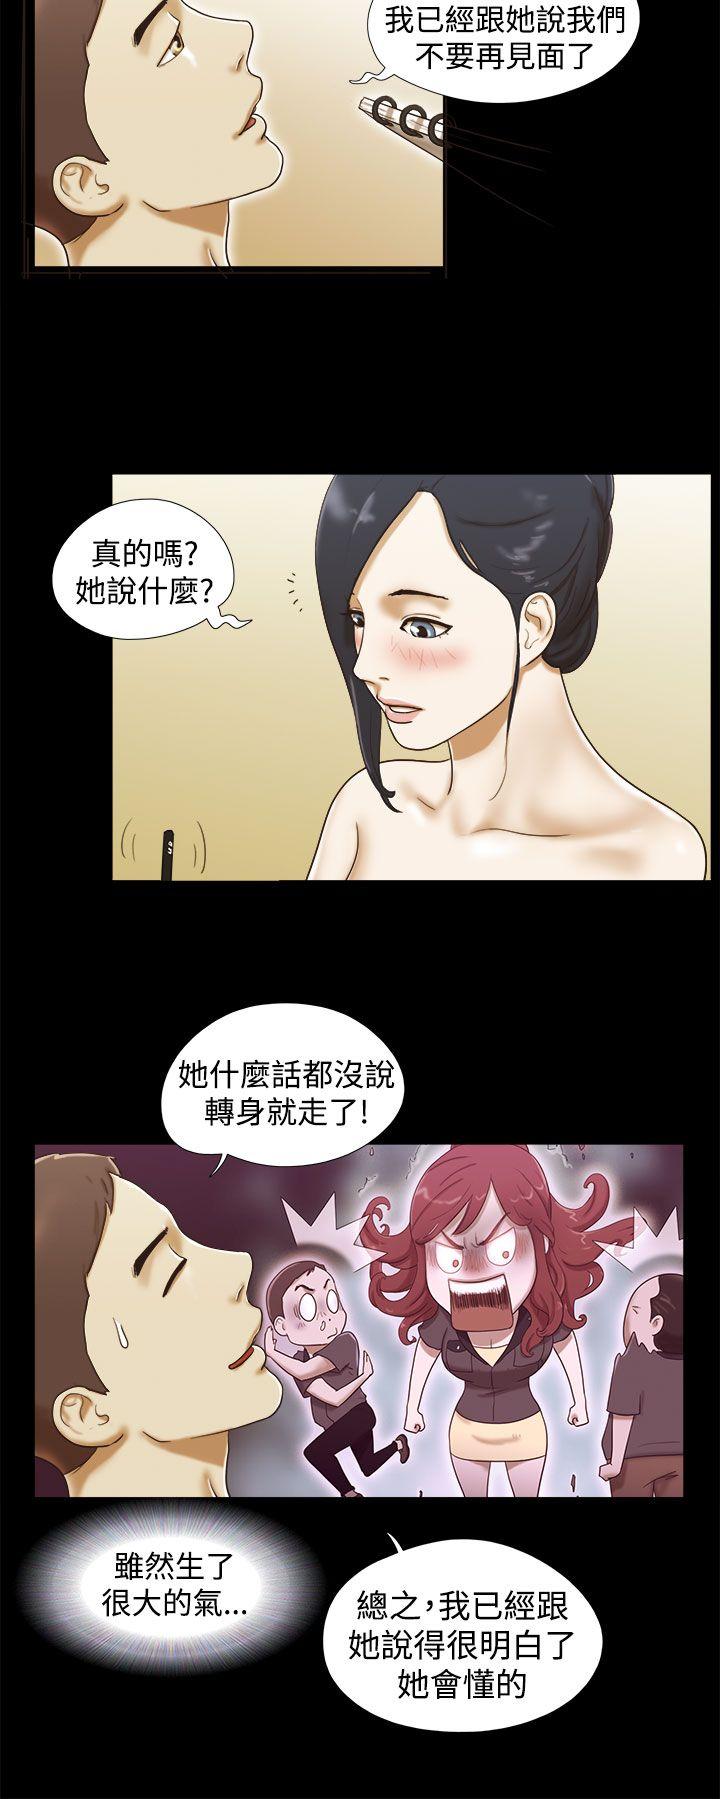 我已經跟她說我們
不要再見面了
真的嗎?
她說什麼?
她什麼話都沒說
轉身就走了!
雖然生了
很大的氣...
總之,我已經跟
她說得很明白了
她會懂的